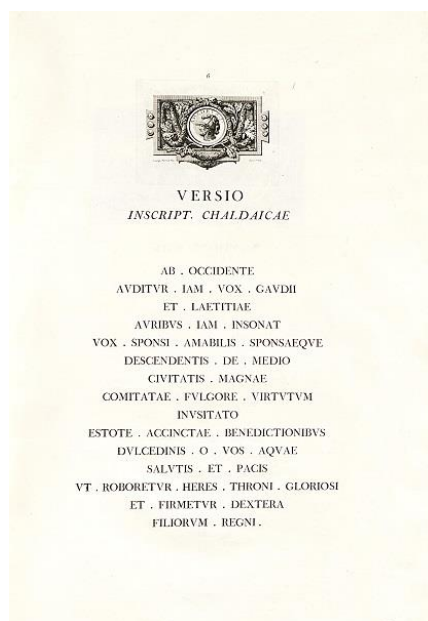 6
VERSIO
INSCRIPT. CHALDAICAE
AB . OCCIDENTE
AVDITVR . IAM . VOX . GAVDII
ET . LAETITIAE
AVRIBVS . IAM . INSONAT
VOX . SPONSI . AMABILIS . SPONSAEQVE
DESCENDENTIS . DE . MEDIO
CIVITATIS . MAGNAE
COMITATAE . FVLGORE . VIRTVTVM
INVSITATO
ESTOTE . ACCINCTAE . BENEDICTIONIBVS
DVLCEDINIS . O . VOS . AQVAE
SALVTIS . ET . PACIS
VT . ROBORETVR . HERES . THRONI . GLORIOSI
ET . FIRMETVR . DEXTERA
FILIORVM . REGNI .